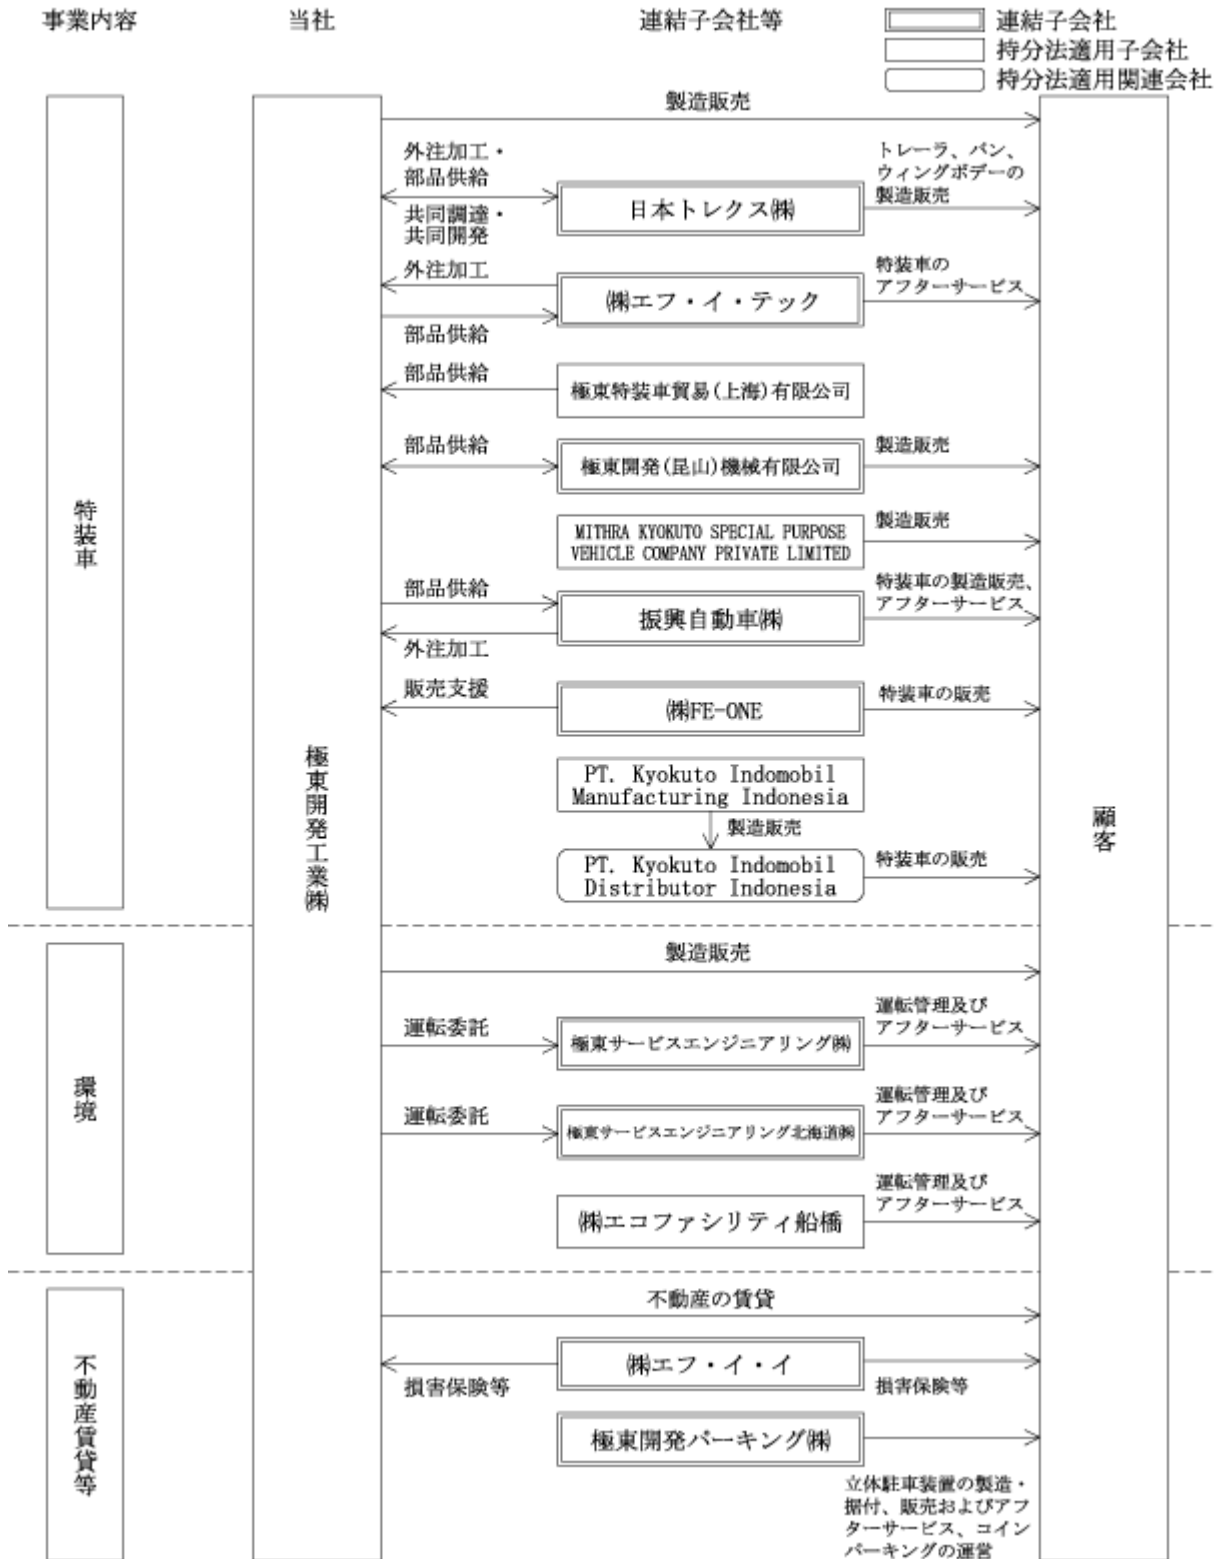 事業内容
当社
連結子会社等
連結子会社
持分法適用子会社
持分法適用関連会社
特装車
極東開発工業㈱
顧客
製造販売
外注加工・
部品供給
共同調達・
共同開発
日本トレクス㈱
トレーラ、バン、
ウィングボデーの
製造販売
外注加工
部品供給
㈱エフ・イ・テック
特装車の
アフターサービス
部品供給
極東特装車貿易(上海)有限公司
部品供給
極東開発(昆山)機械有限公司
製造販売
MITHRA KYOKUTO SPECIAL PURPOSE
VEHICLE COMPANY PRIVATE LIMITED
製造販売
部品供給
外注加工
振興自動車㈱
特装車の製造販売、
アフターサービス
販売支援
㈱FE-ONE
特装車の販売
PT. Kyokuto Indomobil
Manufacturing Indonesia
製造販売
PT. Kyokuto Indomobil
Distributor Indonesia
特装車の販売
環境
製造販売
運転委託
極東サービスエンジニアリング㈱
運転管理及び
アフターサービス
運転委託
極東サービスエンジニアリング北海道㈱
運転管理及び
アフターサービス
㈱エコファシリティ船橋
運転管理及び
アフターサービス
不動産賃貸等
不動産の賃貸
㈱エフ・イ・イ
損害保険等
損害保険等
極東開発パーキング㈱
立体駐車装置の製造・
据付、販売およびアフ
ターサービス、コイン
パーキングの運営